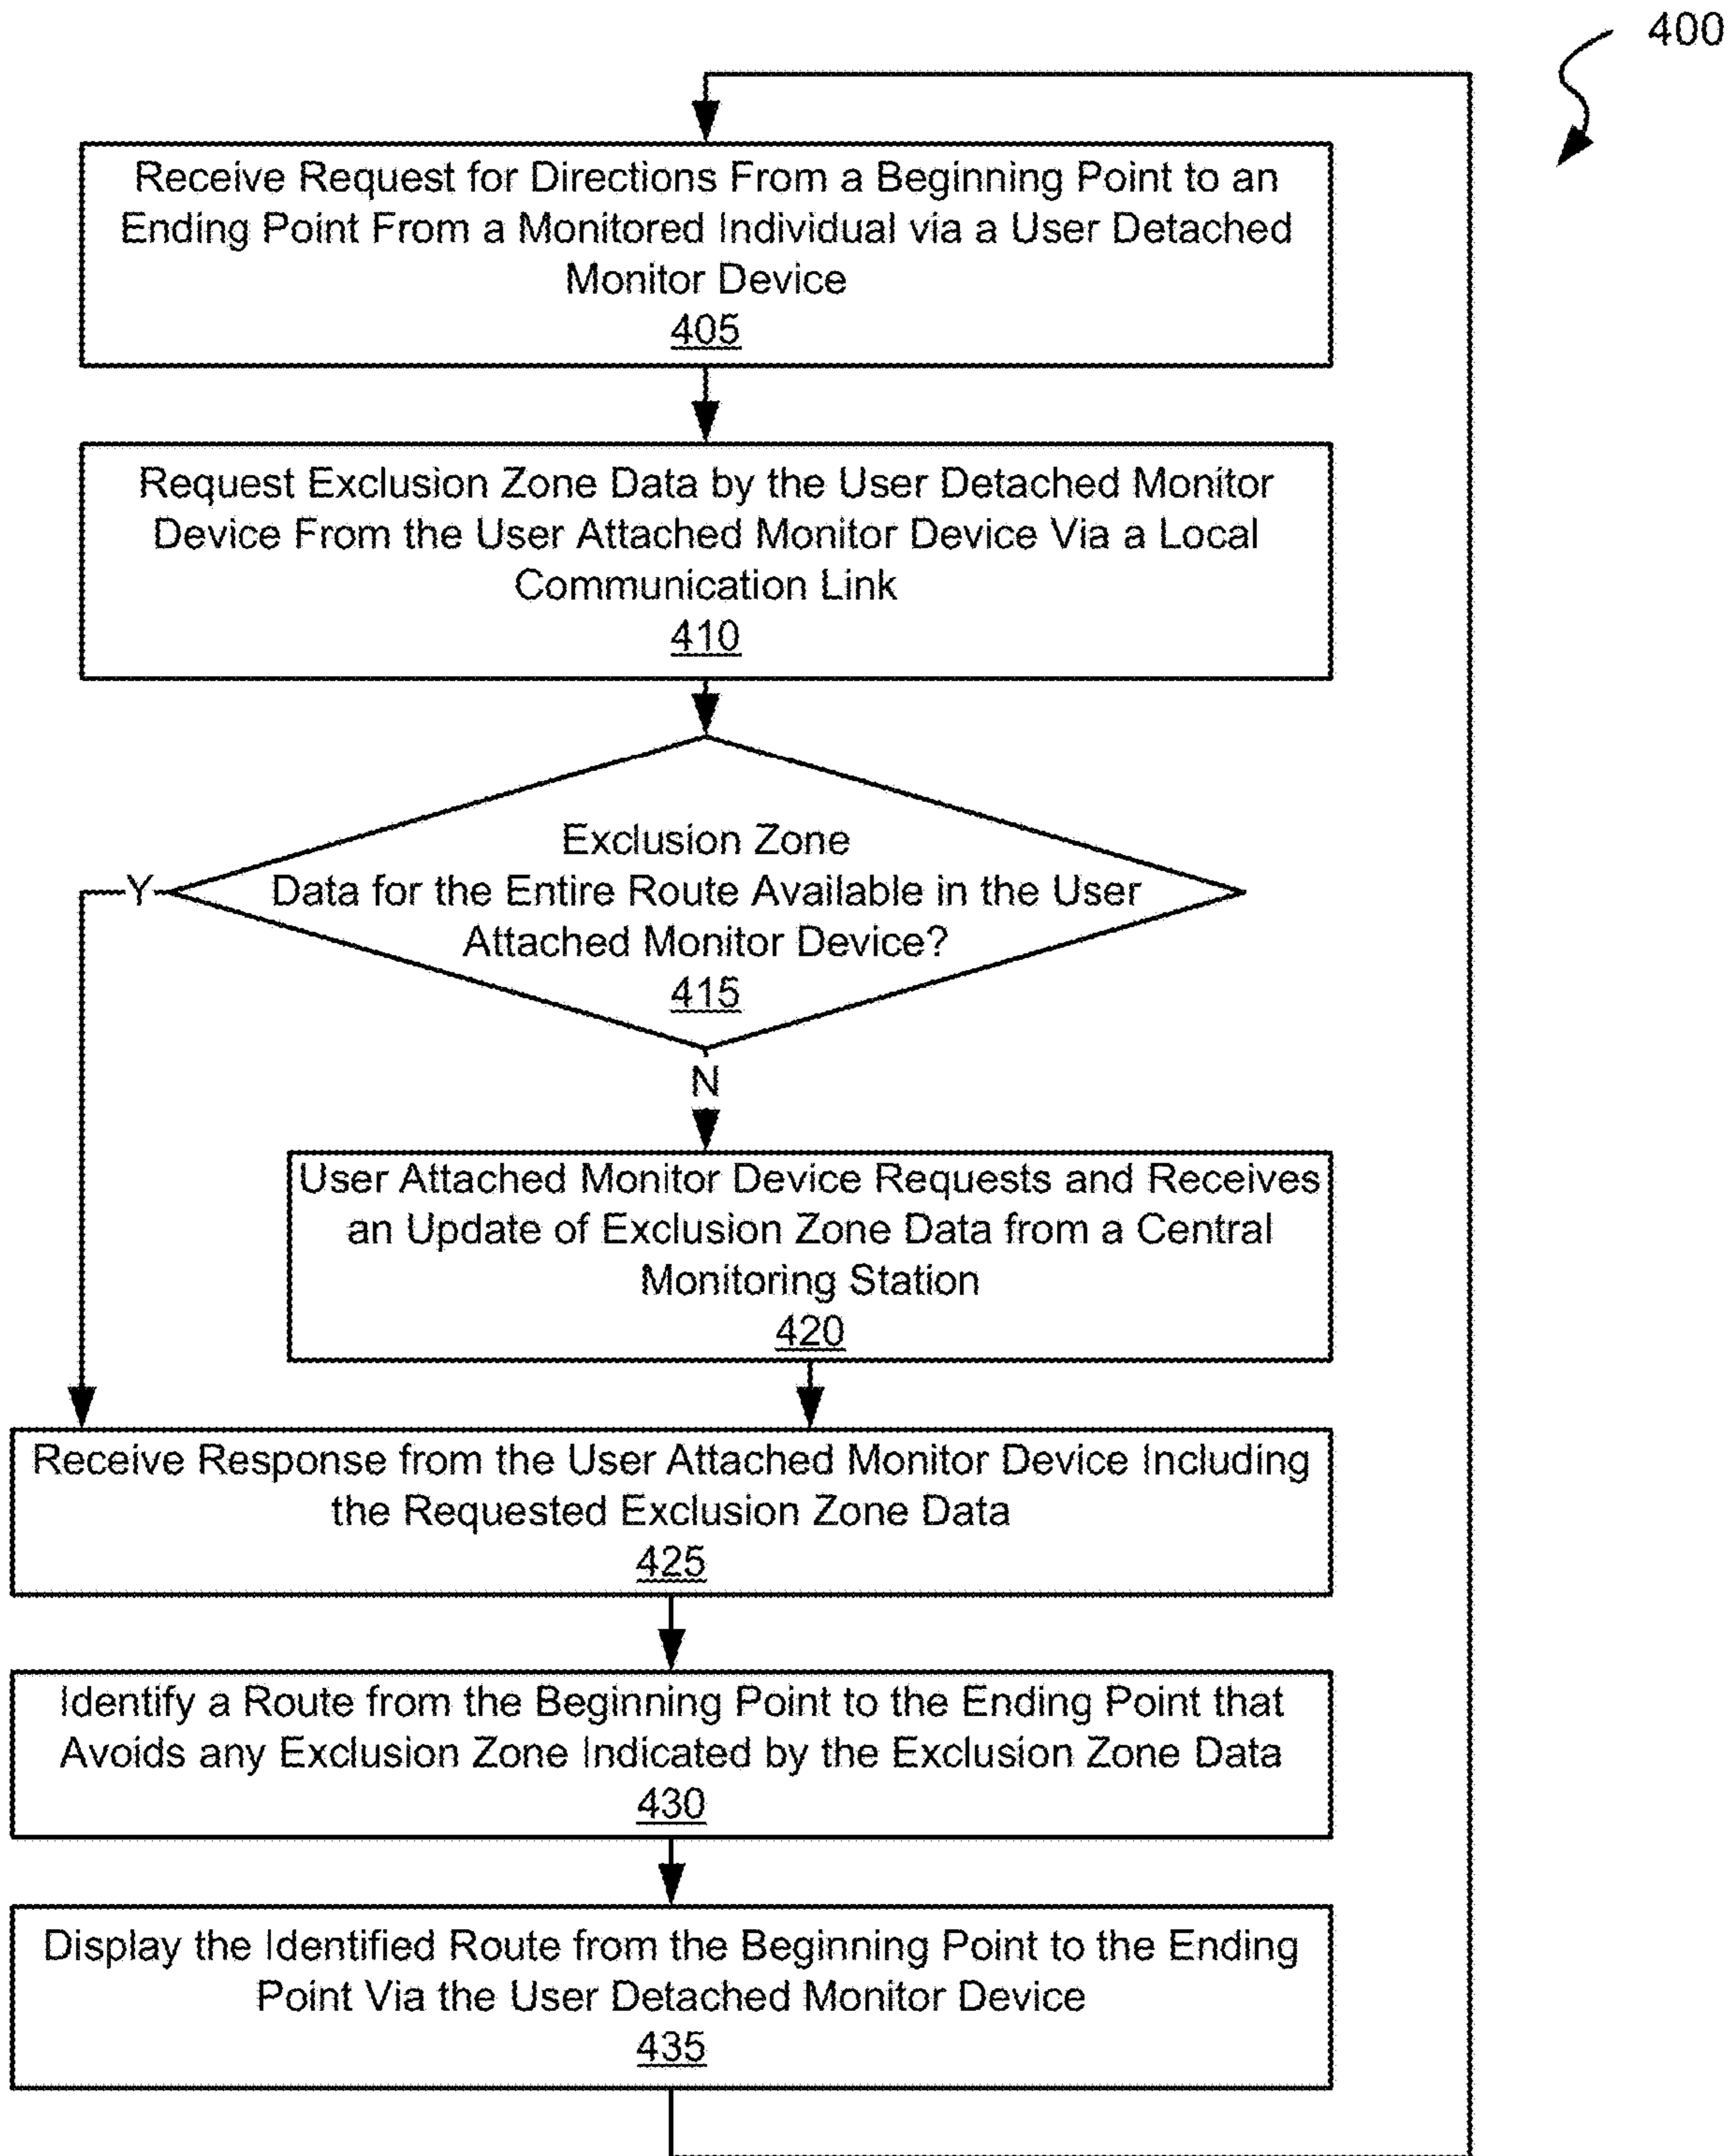 400
Receive Request for Directions From a Beginning Point to an
Ending Point From a Monitored Individual via a User Detached
Monitor Device
405
Request Exclusion Zone Data by the User Detached Monitor
Device From the User Attached Monitor Device Via a Local
Communication Link
410
Exclusion Zone
Data for the Entire Route Available in the User
Attached Monitor Device?
415
Y
N
User Attached Monitor Device Requests and Receives
an Update of Exclusion Zone Data from a Central
Monitoring Station
420
Receive Response from the User Attached Monitor Device Including
the Requested Exclusion Zone Data
425
Identify a Route from the Beginning Point to the Ending Point that
Avoids any Exclusion Zone Indicated by the Exclusion Zone Data
430
Display the Identified Route from the Beginning Point to the Ending
Point Via the User Detached Monitor Device
435